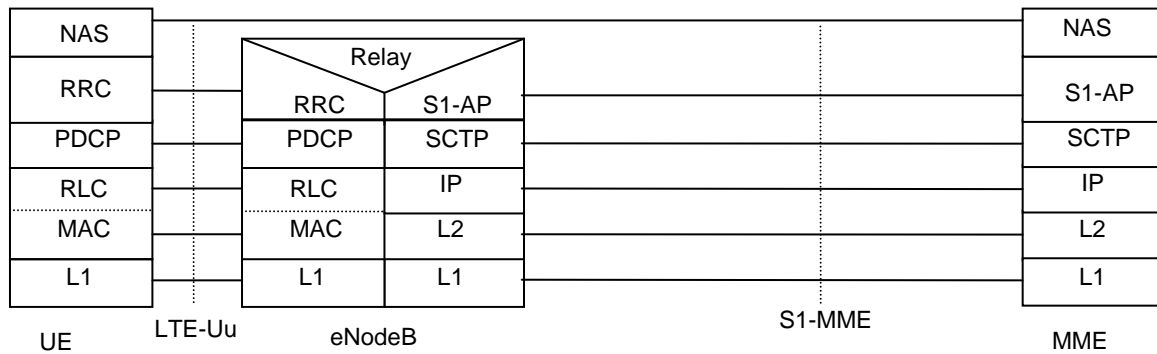 NAS
NAS
Relay
RRC
RRC
S1-AP
S1-AP
PDCP
PDCP
SCTP
SCTP
RLC
RLC
IP
IP
MAC
MAC
L2
L2
L1
L1
L1
L1
UE
LTE-Uu
eNodeB
S1-MME
MME